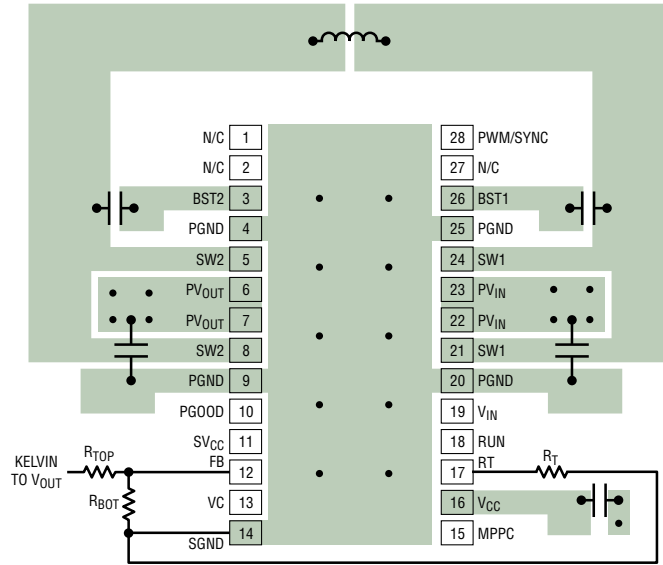 N/C 1
N/C 2
BST2 3
PGND 4
SW2 5
PVOUT 6
PVOUT 7
SW2 8
PGND 9
PGOOD 10
SVCC 11
FB 12
VC 13
SGND 14
KELVIN
TO VOUT
RTOP
RBOT
28 PWM/SYNC
27 N/C
26 BST1
25 PGND
24 SW1
23 PVIN
22 PVIN
21 SW1
20 PGND
19 VIN
18 RUN
17 RT
16 VCC
15 MPPC
RT